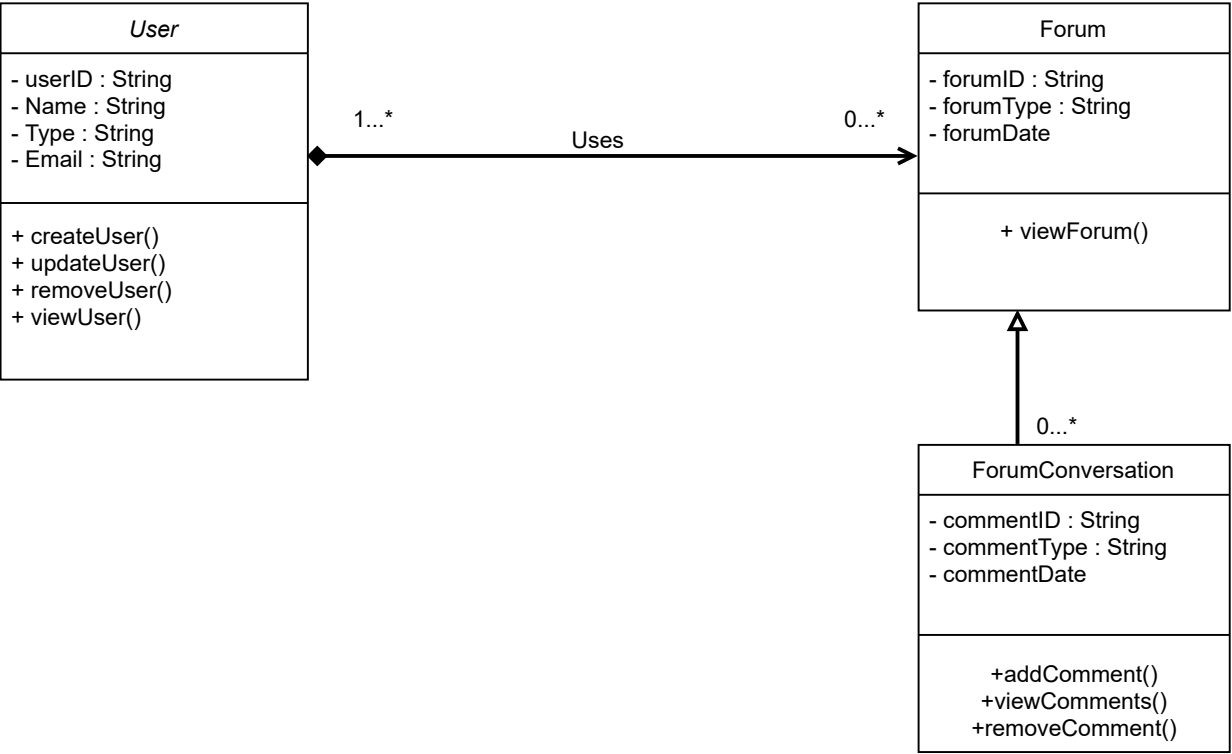 User
- userID : String
- Name : String
- Type : String
- Email : String
+ createUser()
+ updateUser()
+ removeUser()
+ viewUser()
1...*
Uses
0...*
Forum
- forumID : String
- forumType : String
- forumDate
+ viewForum()
0...*
ForumConversation
- commentID : String
- commentType : String
- commentDate
+addComment()
+viewComments()
+removeComment()